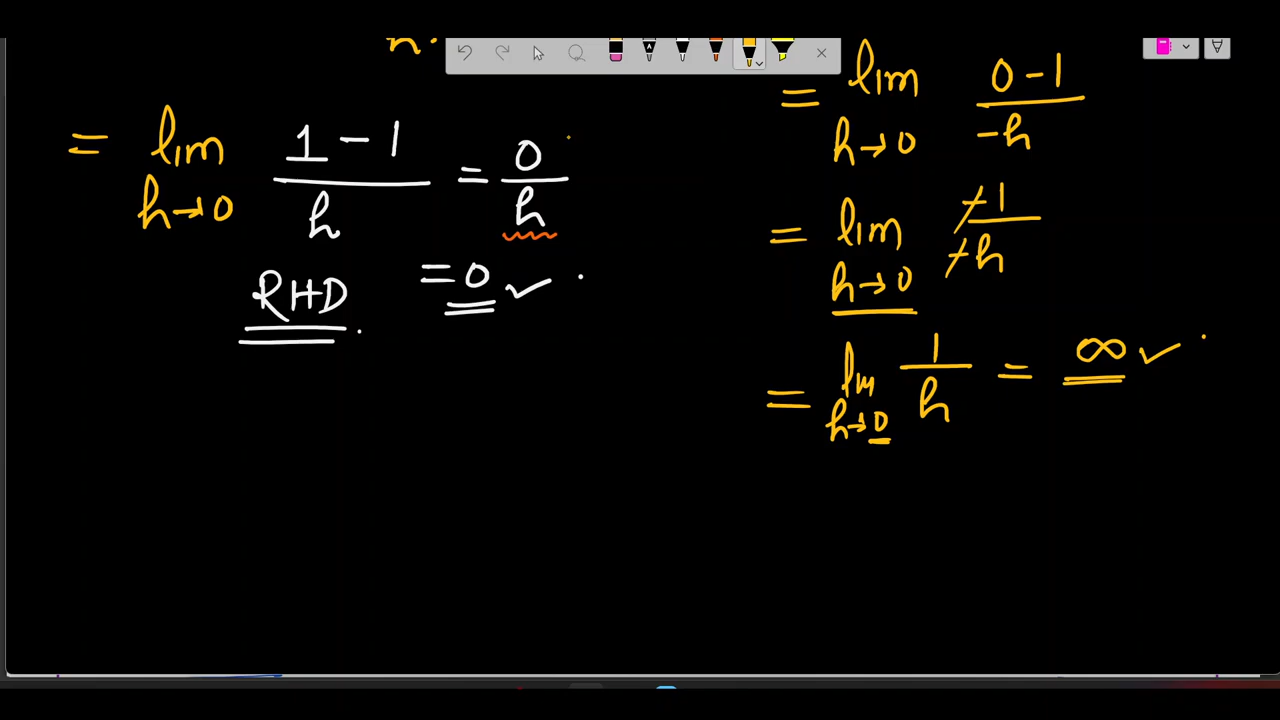 = lim h→0 (1 - 1)/h = 0/h
RHD = 0 ✓
= lim h→0 (0 - 1)/-h
= lim h→0 -1/-h
= lim h→0 1/h = ∞ ✓